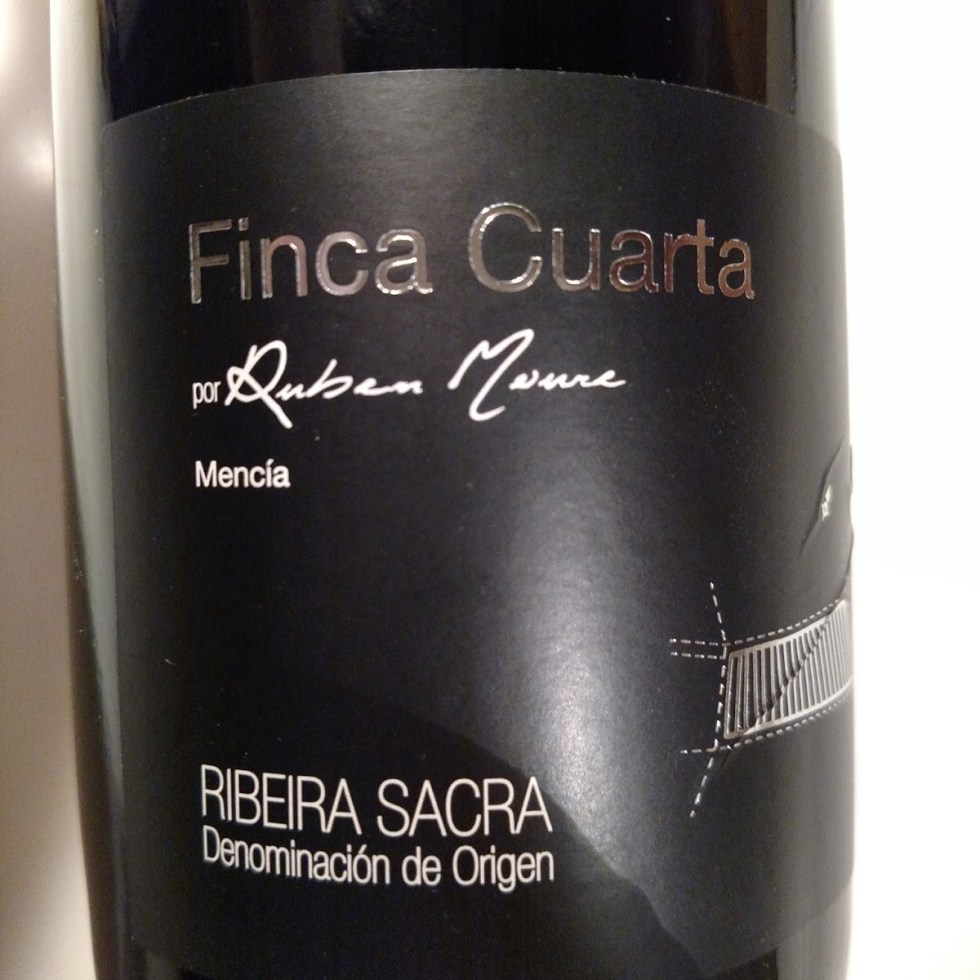 Finca Cuarta
por Ruben Moure
Mencía
RIBEIRA SACRA
Denominación de Origen